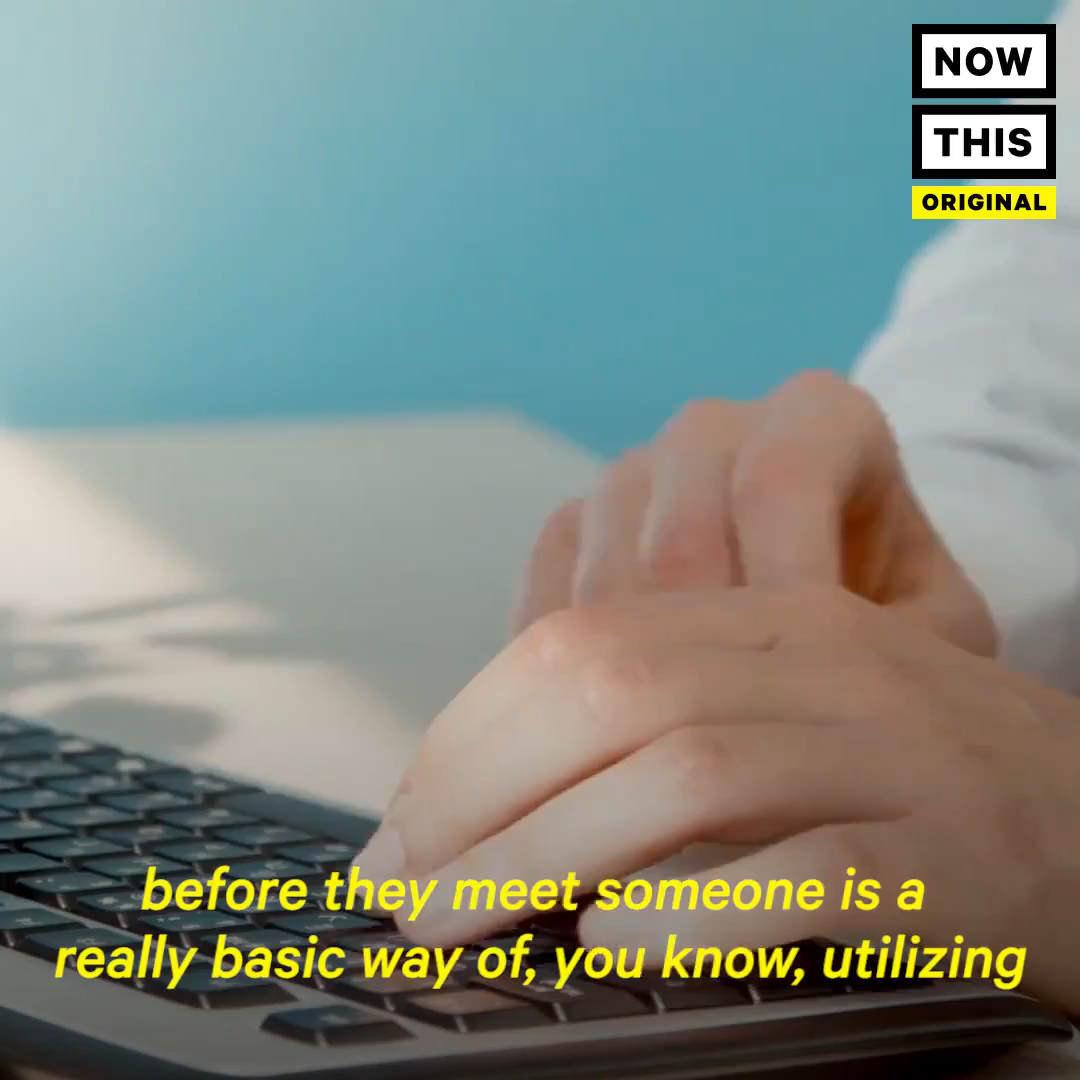 NOW
THIS
ORIGINAL
before they meet someone is a
really basic way of, you know, utilizing